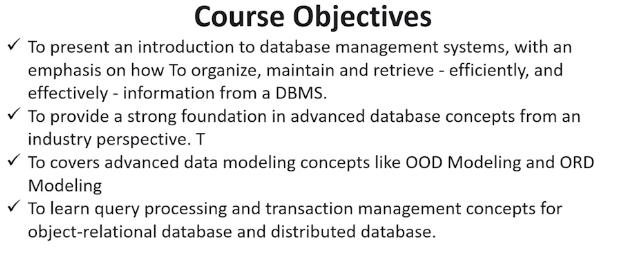 Course Objectives
✓ To present an introduction to database management systems, with an
emphasis on how To organize, maintain and retrieve - efficiently, and
effectively - information from a DBMS.
✓ To provide a strong foundation in advanced database concepts from an
industry perspective. T
✓ To covers advanced data modeling concepts like OOD Modeling and ORD
Modeling
✓ To learn query processing and transaction management concepts for
object-relational database and distributed database.